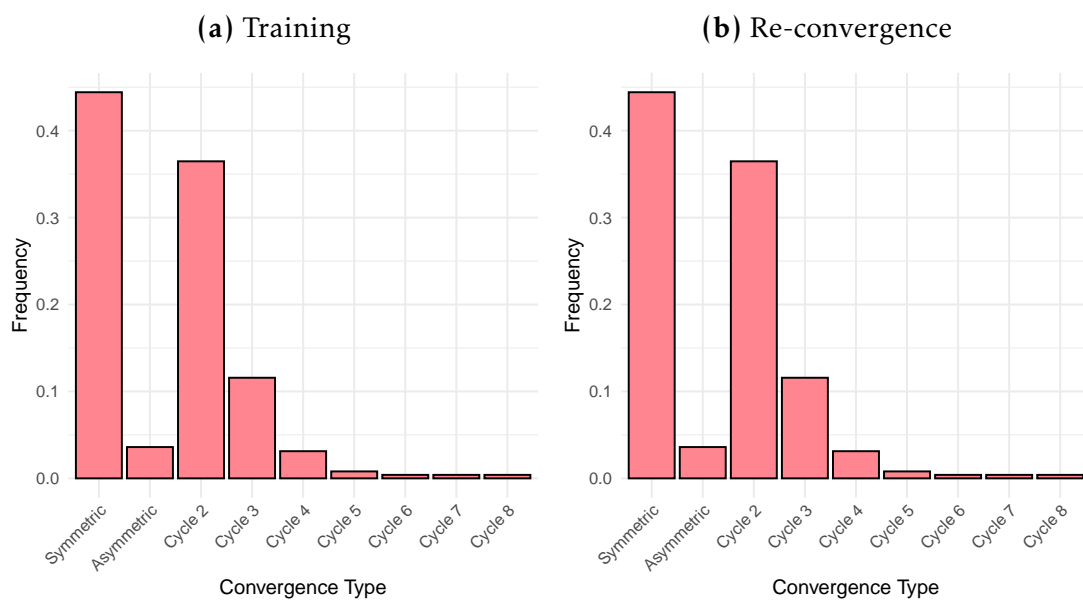 (a) Training
0.4
0.3
0.2
0.1
0.0
Frequency
Symmetric
Asymmetric
Cycle 2
Cycle 3
Cycle 4
Cycle 5
Cycle 6
Cycle 7
Cycle 8
Convergence Type
(b) Re-convergence
0.4
0.3
0.2
0.1
0.0
Frequency
Symmetric
Asymmetric
Cycle 2
Cycle 3
Cycle 4
Cycle 5
Cycle 6
Cycle 7
Cycle 8
Convergence Type